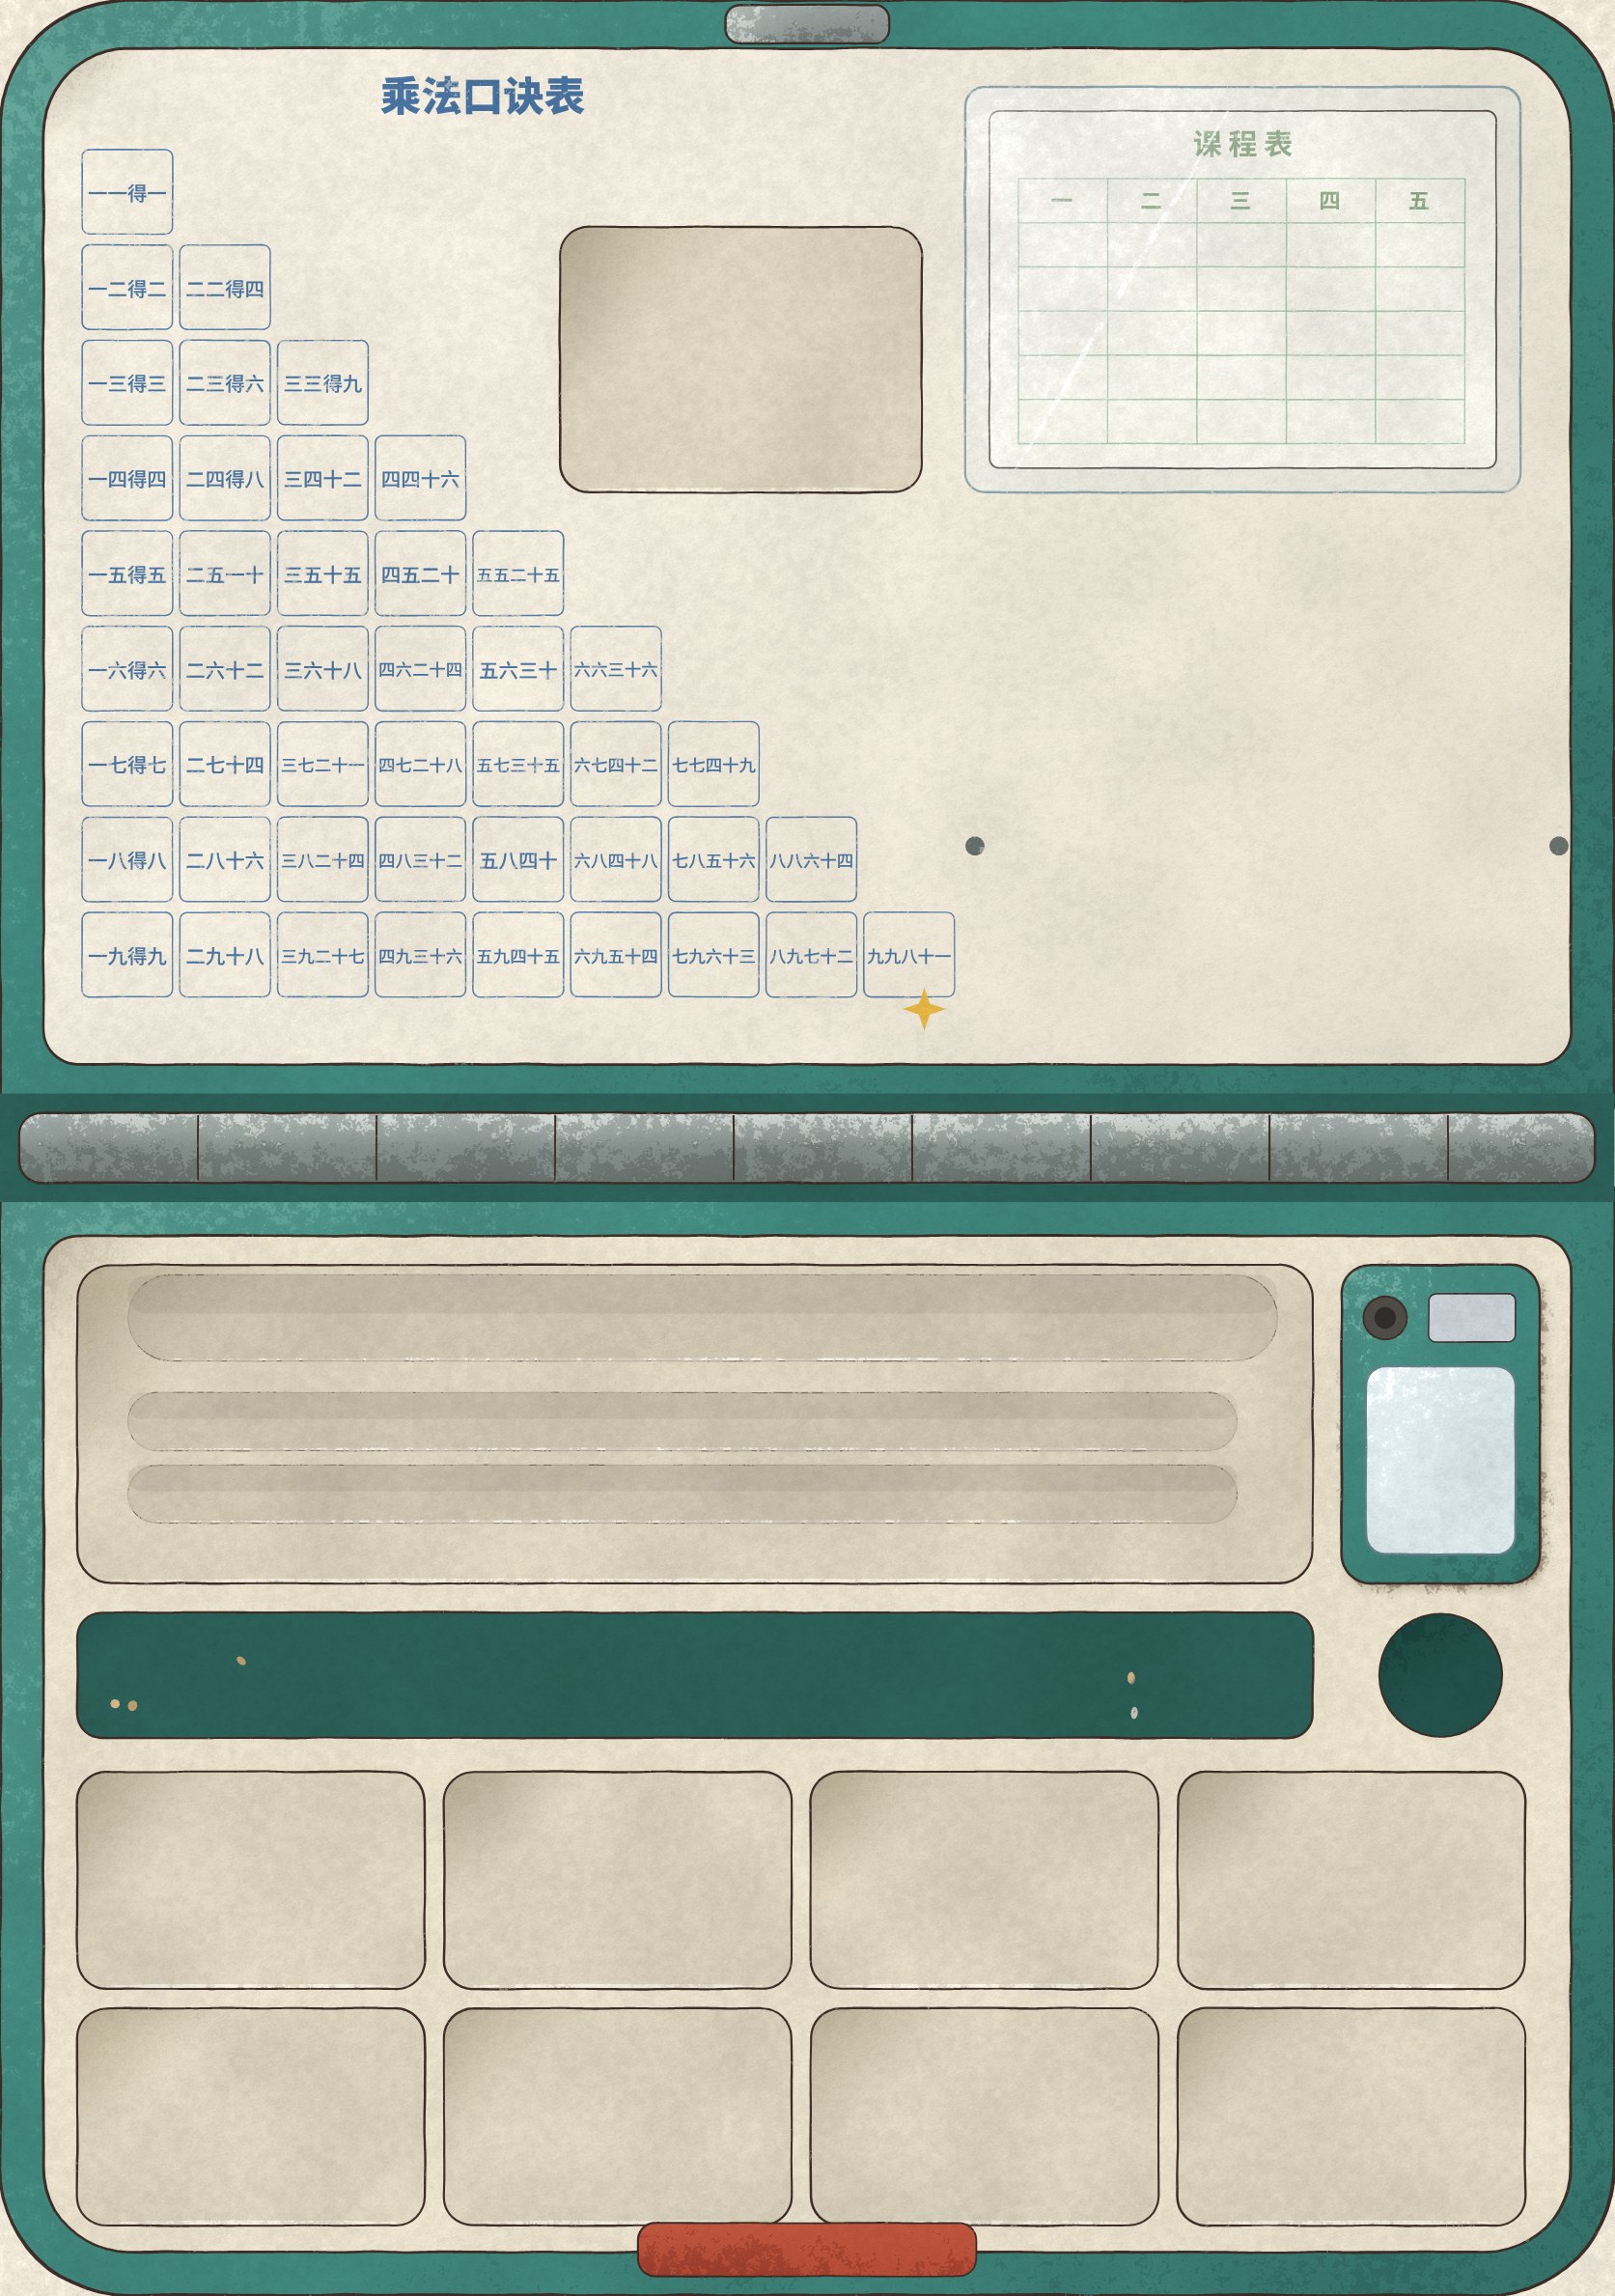 乘法口诀表
一一得一
一二得二 二二得四
一三得三 二三得六 三三得九
一四得四 二四得八 三四十二 四四十六
一五得五 二五一十 三五十五 四五二十 五五二十五
一六得六 二六十二 三六十八 四六二十四 五六三十 六六三十六
一七得七 二七十四 三七二十一 四七二十八 五七三十五 六七四十二 七七四十九
一八得八 二八十六 三八二十四 四八三十二 五八四十 六八四十八 七八五十六 八八六十四
一九得九 二九十八 三九二十七 四九三十六 五九四十五 六九五十四 七九六十三 八九七十二 九九八十一
课程表
一 二 三 四 五